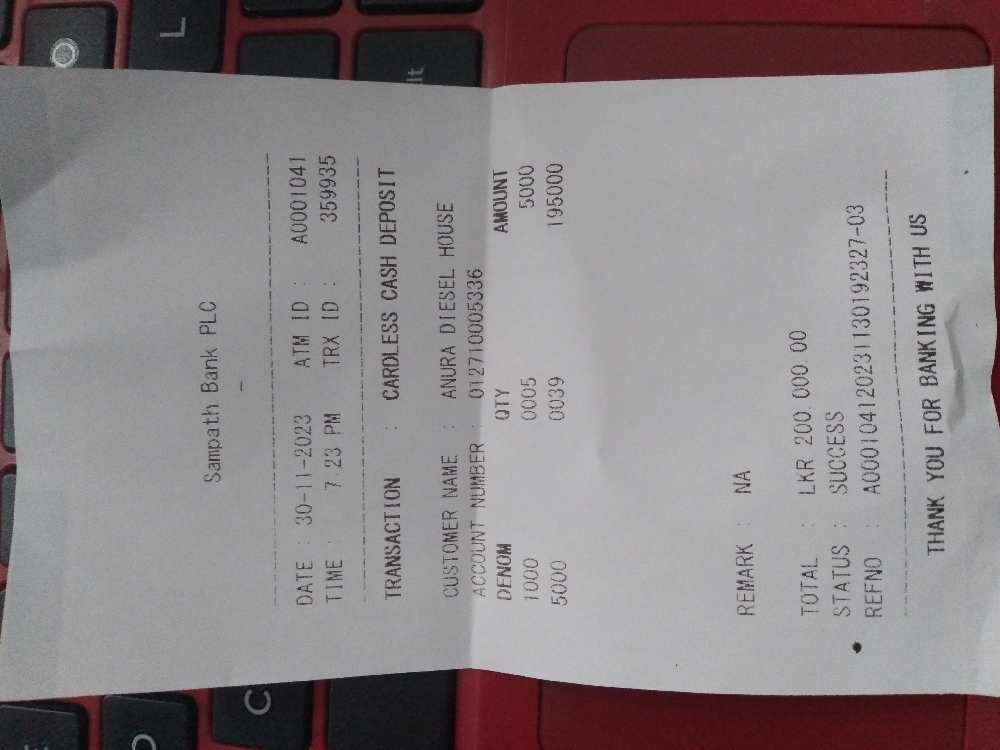 Sampath Bank PLC
DATE : 30-11-2023 ATM ID : A0001041
TIME : 7:23 PM TRX ID : 359935
TRANSACTION : CARDLESS CASH DEPOSIT
CUSTOMER NAME : ANURA DIESEL HOUSE
ACCOUNT NUMBER : 012710005336
DENOM QTY AMOUNT
1000 0005 5000
5000 0039 195000
REMARK : NA
TOTAL : LKR 200,000.00
STATUS : SUCCESS
REFNO : A000104120231130192327-03
THANK YOU FOR BANKING WITH US
O
L
C